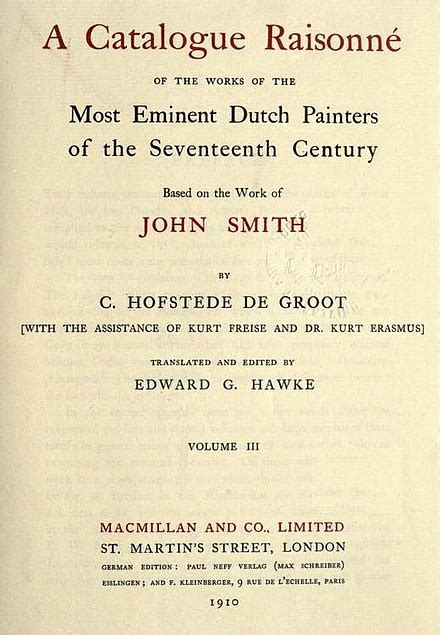 A Catalogue Raisonné
OF THE WORKS OF THE
Most Eminent Dutch Painters
of the Seventeenth Century
Based on the Work of
JOHN SMITH
BY
C. HOFSTEDE DE GROOT
[WITH THE ASSISTANCE OF KURT FREISE AND DR. KURT ERASMUS]
TRANSLATED AND EDITED BY
EDWARD G. HAWKE
VOLUME III
MACMILLAN AND CO., LIMITED
ST. MARTIN'S STREET, LONDON
GERMAN EDITION: PAUL NEFF VERLAG (MAX SCHREIBER)
ESSLINGEN; AND F. KLEINBERGER, 9 RUE DE L'ECHELLE, PARIS
1910